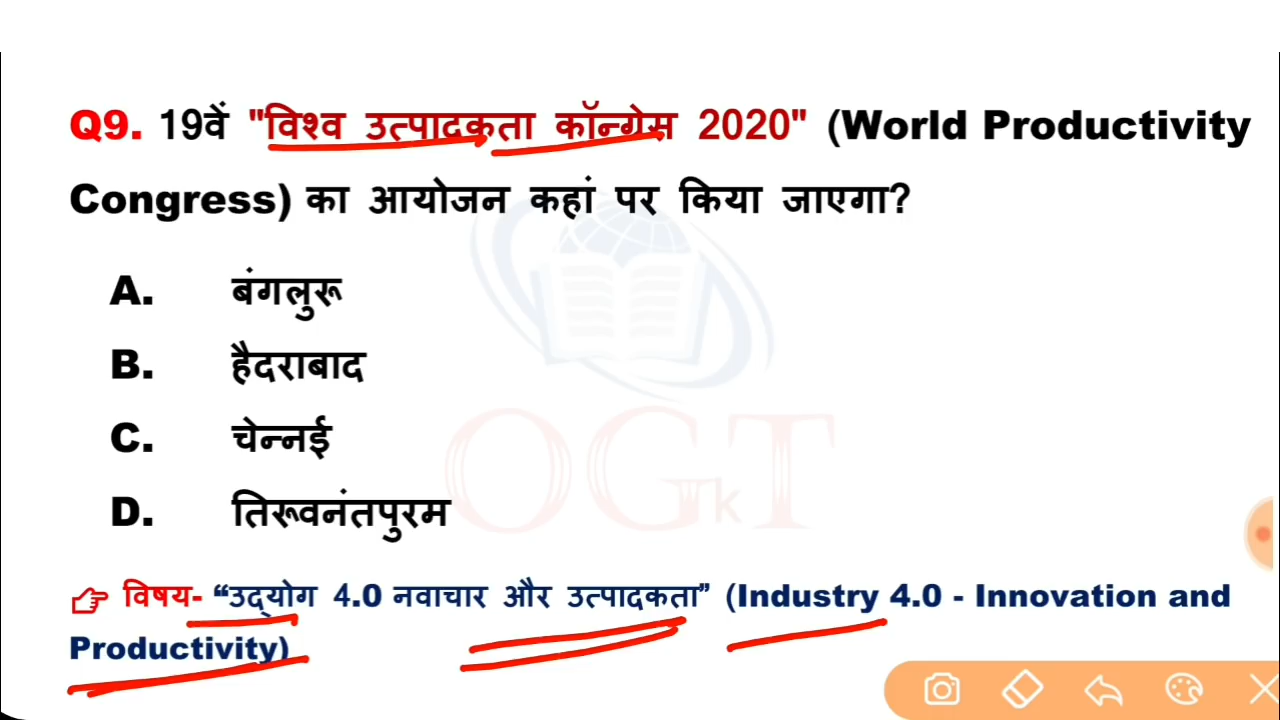 Q9. 19वें "विश्व उत्पादकता कॉन्ग्रेस 2020" (World Productivity
Congress) का आयोजन कहां पर किया जाएगा?
A. बंगलुरू
B. हैदराबाद
C. चेन्नई
D. तिरूवनंतपुरम
OGT
k
विषय- “उद्योग 4.0 नवाचार और उत्पादकता” (Industry 4.0 - Innovation and
Productivity)